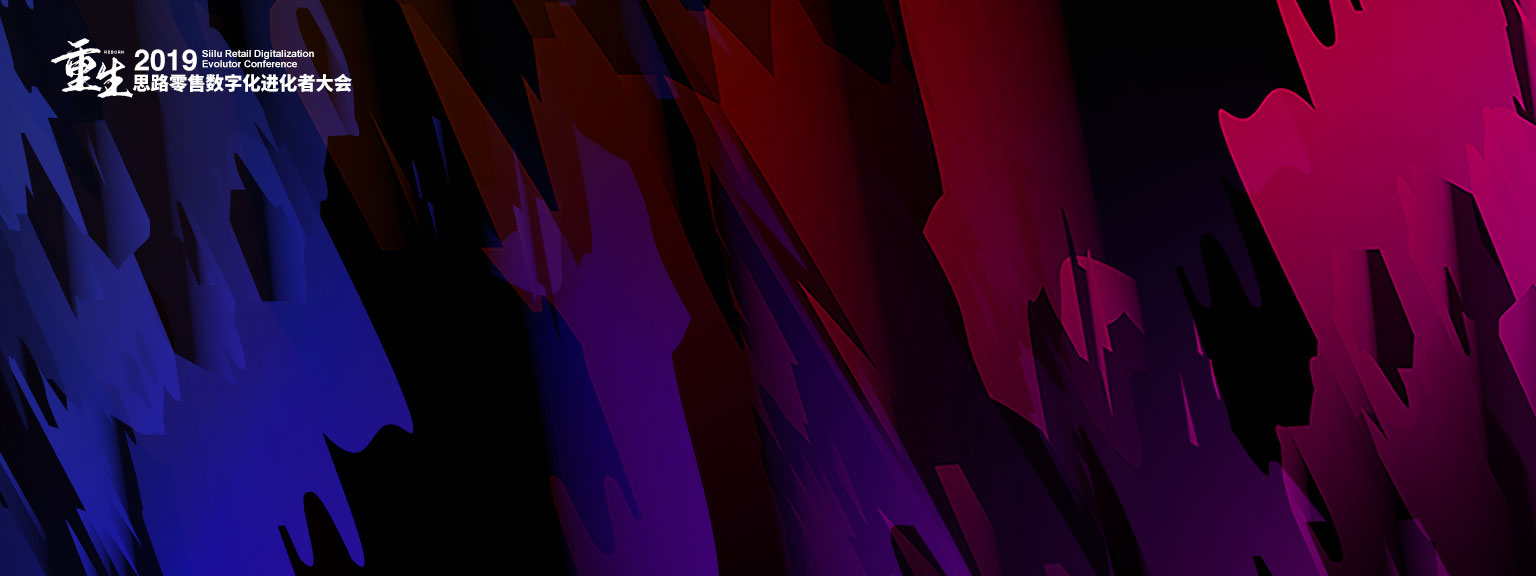 重生
REBORN
2019
Siilu Retail Digitalization
Evolutor Conference
思路零售数字化进化者大会